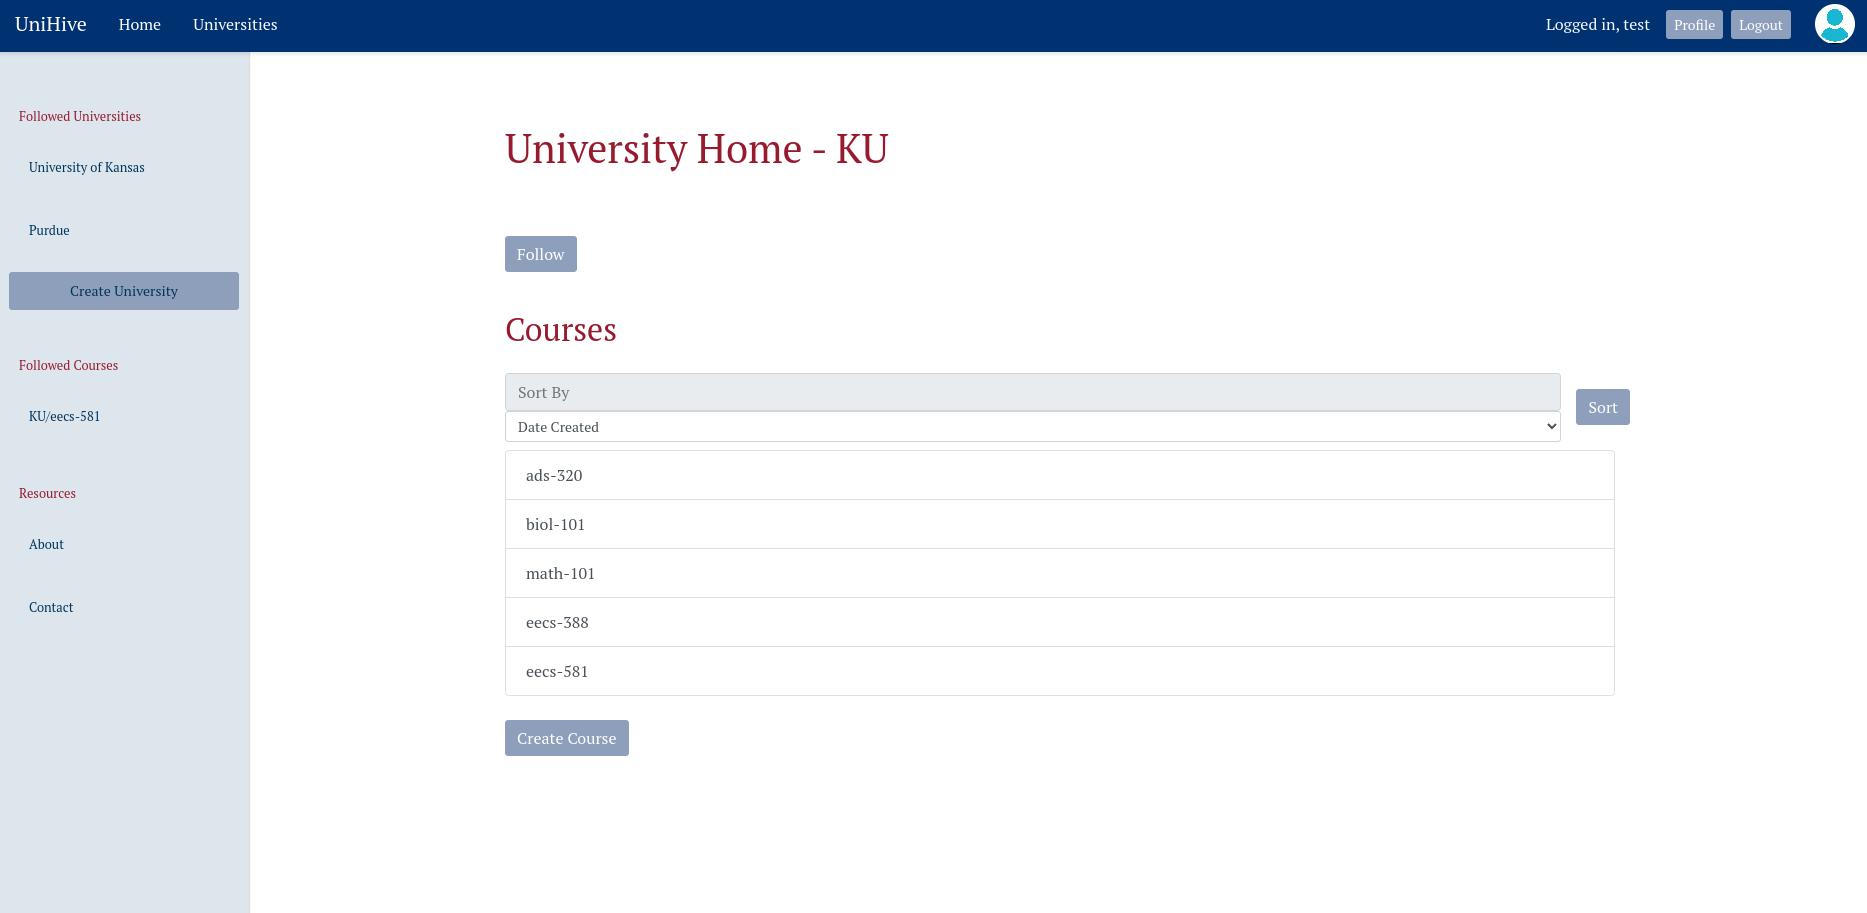 UniHive Home Universities Logged in, test Profile Logout
Followed Universities
University of Kansas
Purdue
Create University
Followed Courses
KU/eecs-581
Resources
About
Contact
University Home - KU
Follow
Courses
Sort By
Date Created
Sort
ads-320
biol-101
math-101
eecs-388
eecs-581
Create Course